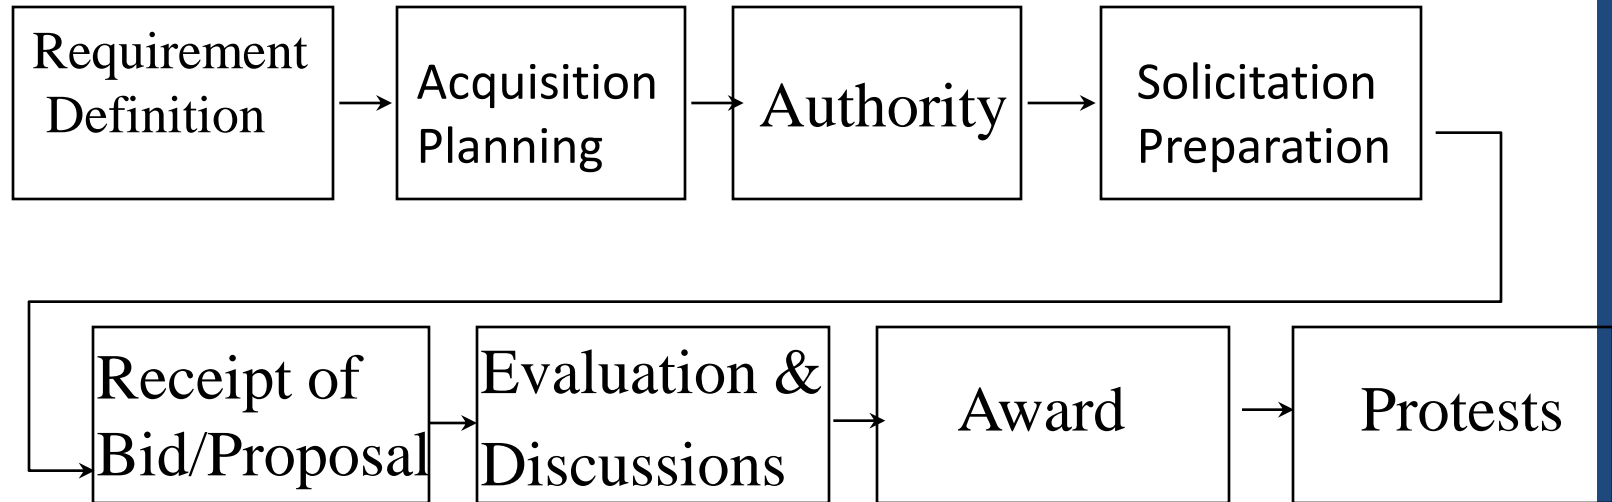 Requirement
Definition
Acquisition
Planning
Authority
Solicitation
Preparation
Receipt of
Bid/Proposal
Evaluation &
Discussions
Award
Protests